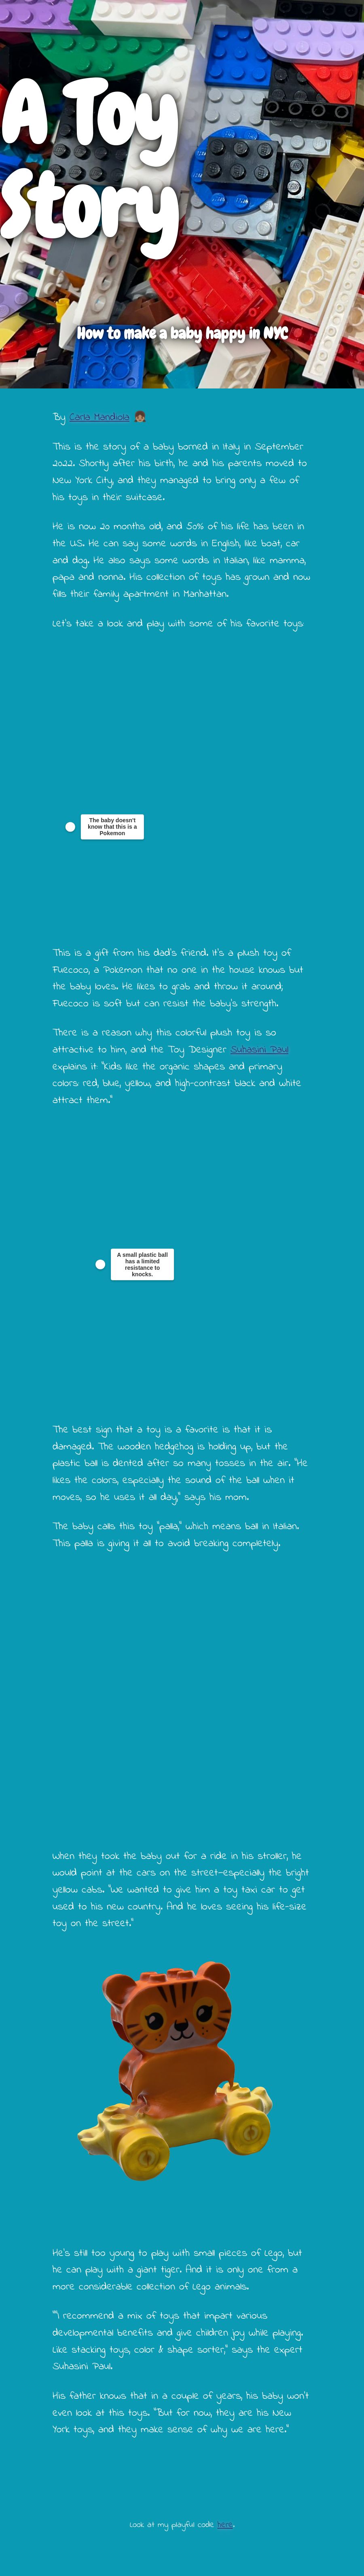 A Toy
Story
How to make a baby happy in NYC
By Carla Mandiola 👧🏽
This is the story of a baby borned in Italy in September
2022. Shortly after his birth, he and his parents moved to
New York City, and they managed to bring only a few of
his toys in their suitcase.
He is now 20 months old, and 50% of his life has been in
the U.S. He can say some words in English, like boat, car
and dog. He also says some words in Italian, like mamma,
papa and nonna. His collection of toys has grown and now
fills their family apartment in Manhattan.
Let's take a look and play with some of his favorite toys:
The baby doesn't
know that this is a
Pokemon
This is a gift from his dad's friend. It's a plush toy of
Fuecoco, a Pokemon that no one in the house knows but
the baby loves. He likes to grab and throw it around;
Fuecoco is soft but can resist the baby's strength.
There is a reason why this colorful plush toy is so
attractive to him, and the Toy Designer Suhasini Paul
explains it "Kids like the organic shapes and primary
colors: red, blue, yellow, and high-contrast black and white
attract them."
A small plastic ball
has a limited
resistance to
knocks.
The best sign that a toy is a favorite is that it is
damaged. The wooden hedgehog is holding up, but the
plastic ball is dented after so many tosses in the air. "He
likes the colors, especially the sound of the ball when it
moves, so he uses it all day," says his mom.
The baby calls this toy "palla," which means ball in Italian.
This palla is giving it all to avoid breaking completely.
When they took the baby out for a ride in his stroller, he
would point at the cars on the street—especially the bright
yellow cabs. "We wanted to give him a toy taxi car to get
used to his new country. And he loves seeing his life-size
toy on the street."
He's still too young to play with small pieces of Lego, but
he can play with a giant tiger. And it is only one from a
more considerable collection of Lego animals.
"I recommend a mix of toys that impart various
developmental benefits and give children joy while playing.
Like stacking toys, color & shape sorter," says the expert
Suhasini Paul.
His father knows that in a couple of years, his baby won't
even look at this toys. "But for now, they are his New
York toys, and they make sense of why we are here."
Look at my playful code here.